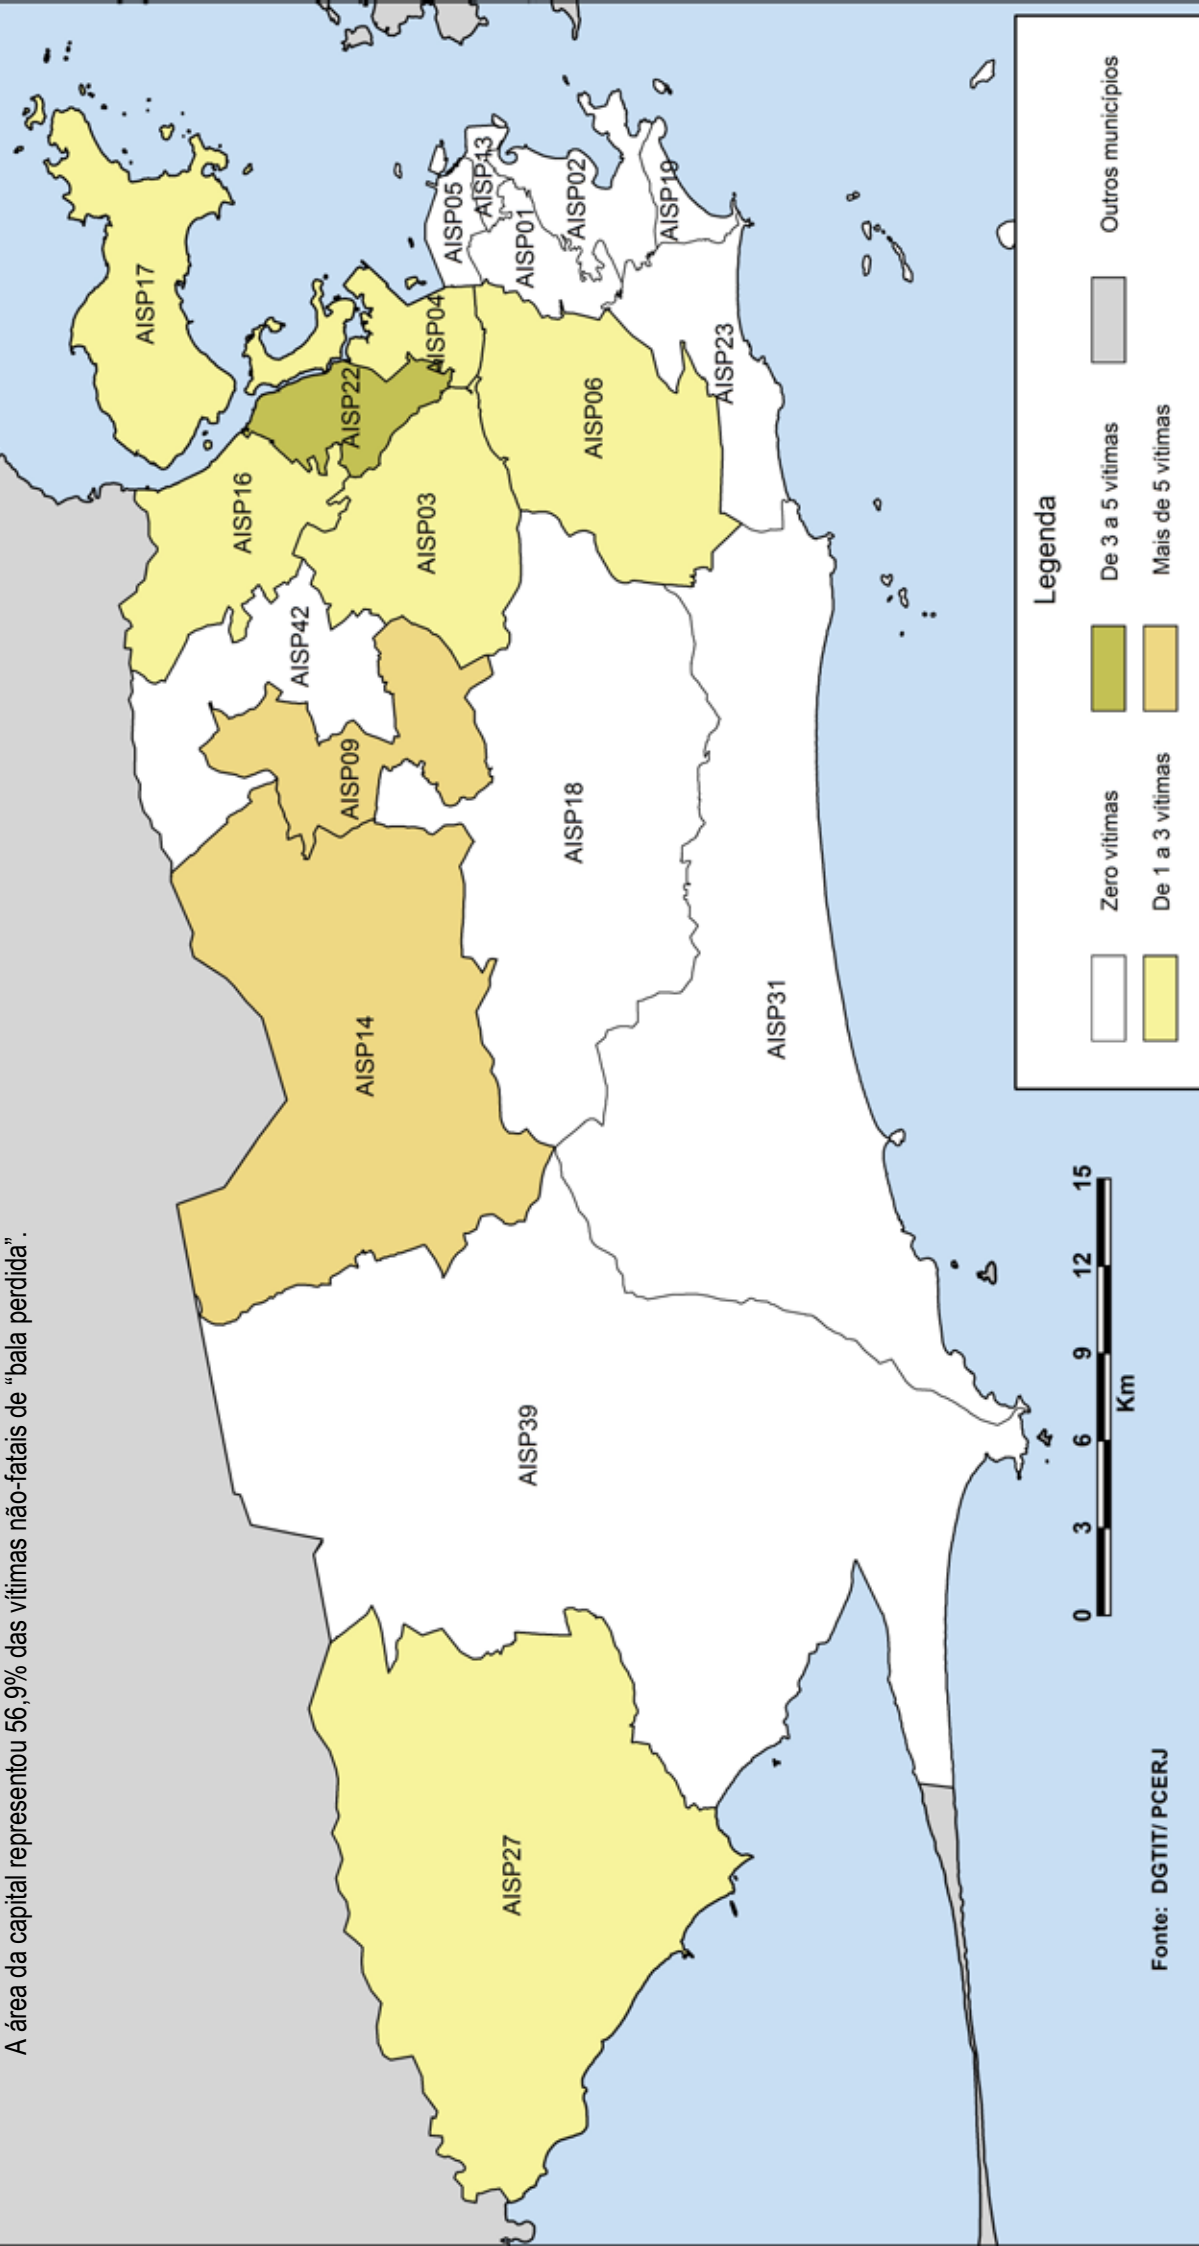 A área da capital representou 56,9% das vítimas não-fatais de “bala perdida”.
AISP17
AISP16
AISP22
AISP04
AISP05
AISP13
AISP01
AISP02
AISP19
AISP23
AISP06
AISP03
AISP42
AISP09
AISP18
AISP14
AISP31
AISP39
AISP27
0 3 6 9 12 15
Km
Fonte: DGTIT/ PCERJ
Legenda
Zero vítimas De 3 a 5 vítimas Outros municípios
De 1 a 3 vítimas Mais de 5 vítimas